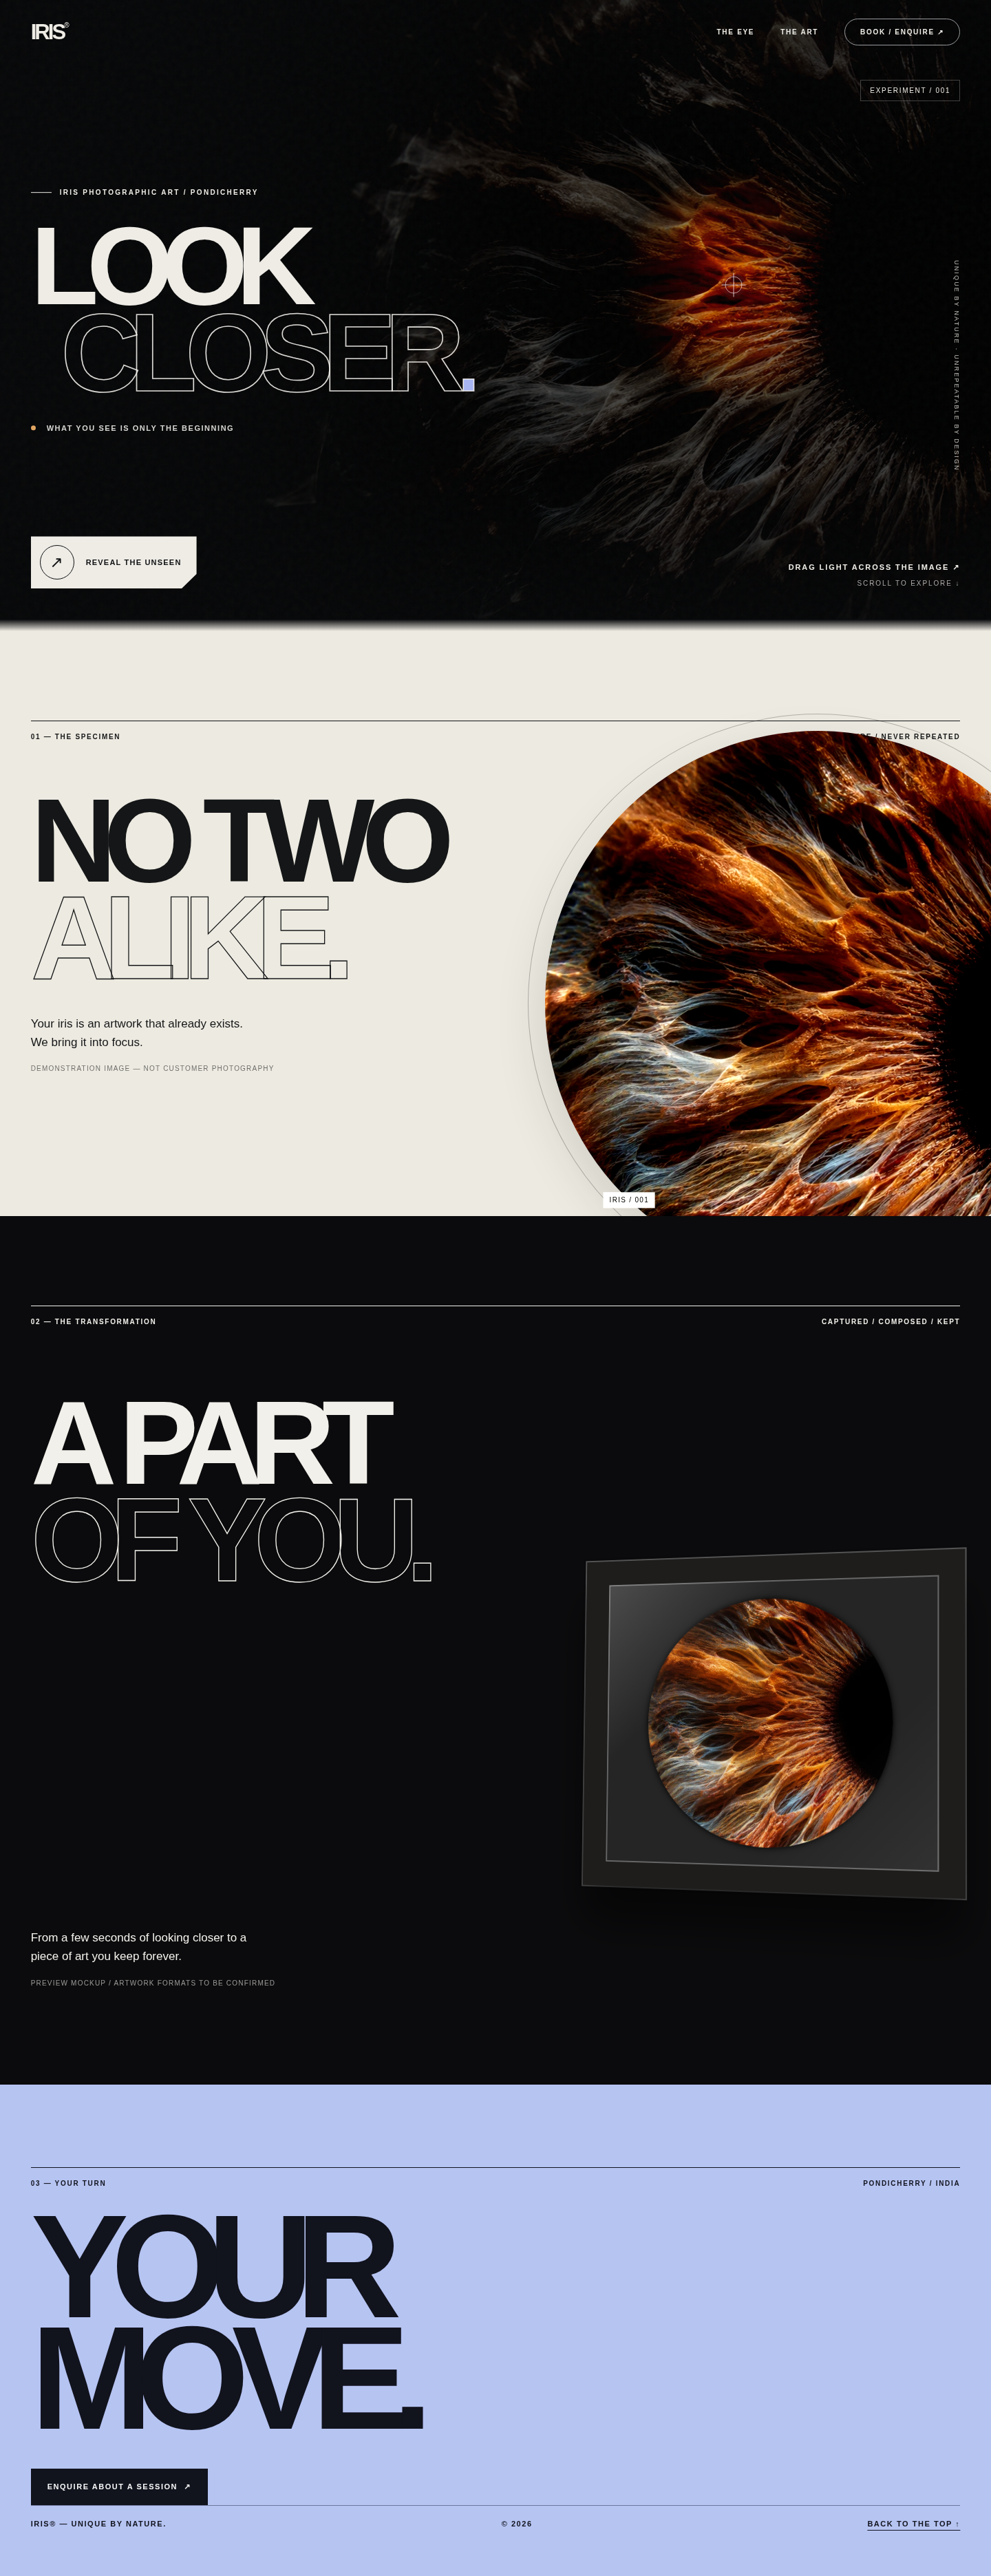 IRIS®
THE EYE
THE ART
BOOK / ENQUIRE ↗
EXPERIMENT / 001
IRIS PHOTOGRAPHIC ART / PONDICHERRY
LOOK
CLOSER.
UNIQUE BY NATURE · UNREPEATABLE BY DESIGN
WHAT YOU SEE IS ONLY THE BEGINNING
↗ REVEAL THE UNSEEN
DRAG LIGHT ACROSS THE IMAGE ↗
SCROLL TO EXPLORE ↓
01 — THE SPECIMEN
/ NEVER REPEATED
NO TWO
ALIKE.
Your iris is an artwork that already exists.
We bring it into focus.
DEMONSTRATION IMAGE — NOT CUSTOMER PHOTOGRAPHY
IRIS / 001
02 — THE TRANSFORMATION
CAPTURED / COMPOSED / KEPT
A PART
OF YOU.
From a few seconds of looking closer to a
piece of art you keep forever.
PREVIEW MOCKUP / ARTWORK FORMATS TO BE CONFIRMED
03 — YOUR TURN
PONDICHERRY / INDIA
YOUR
MOVE.
ENQUIRE ABOUT A SESSION ↗
IRIS® — UNIQUE BY NATURE.
© 2026
BACK TO THE TOP ↑